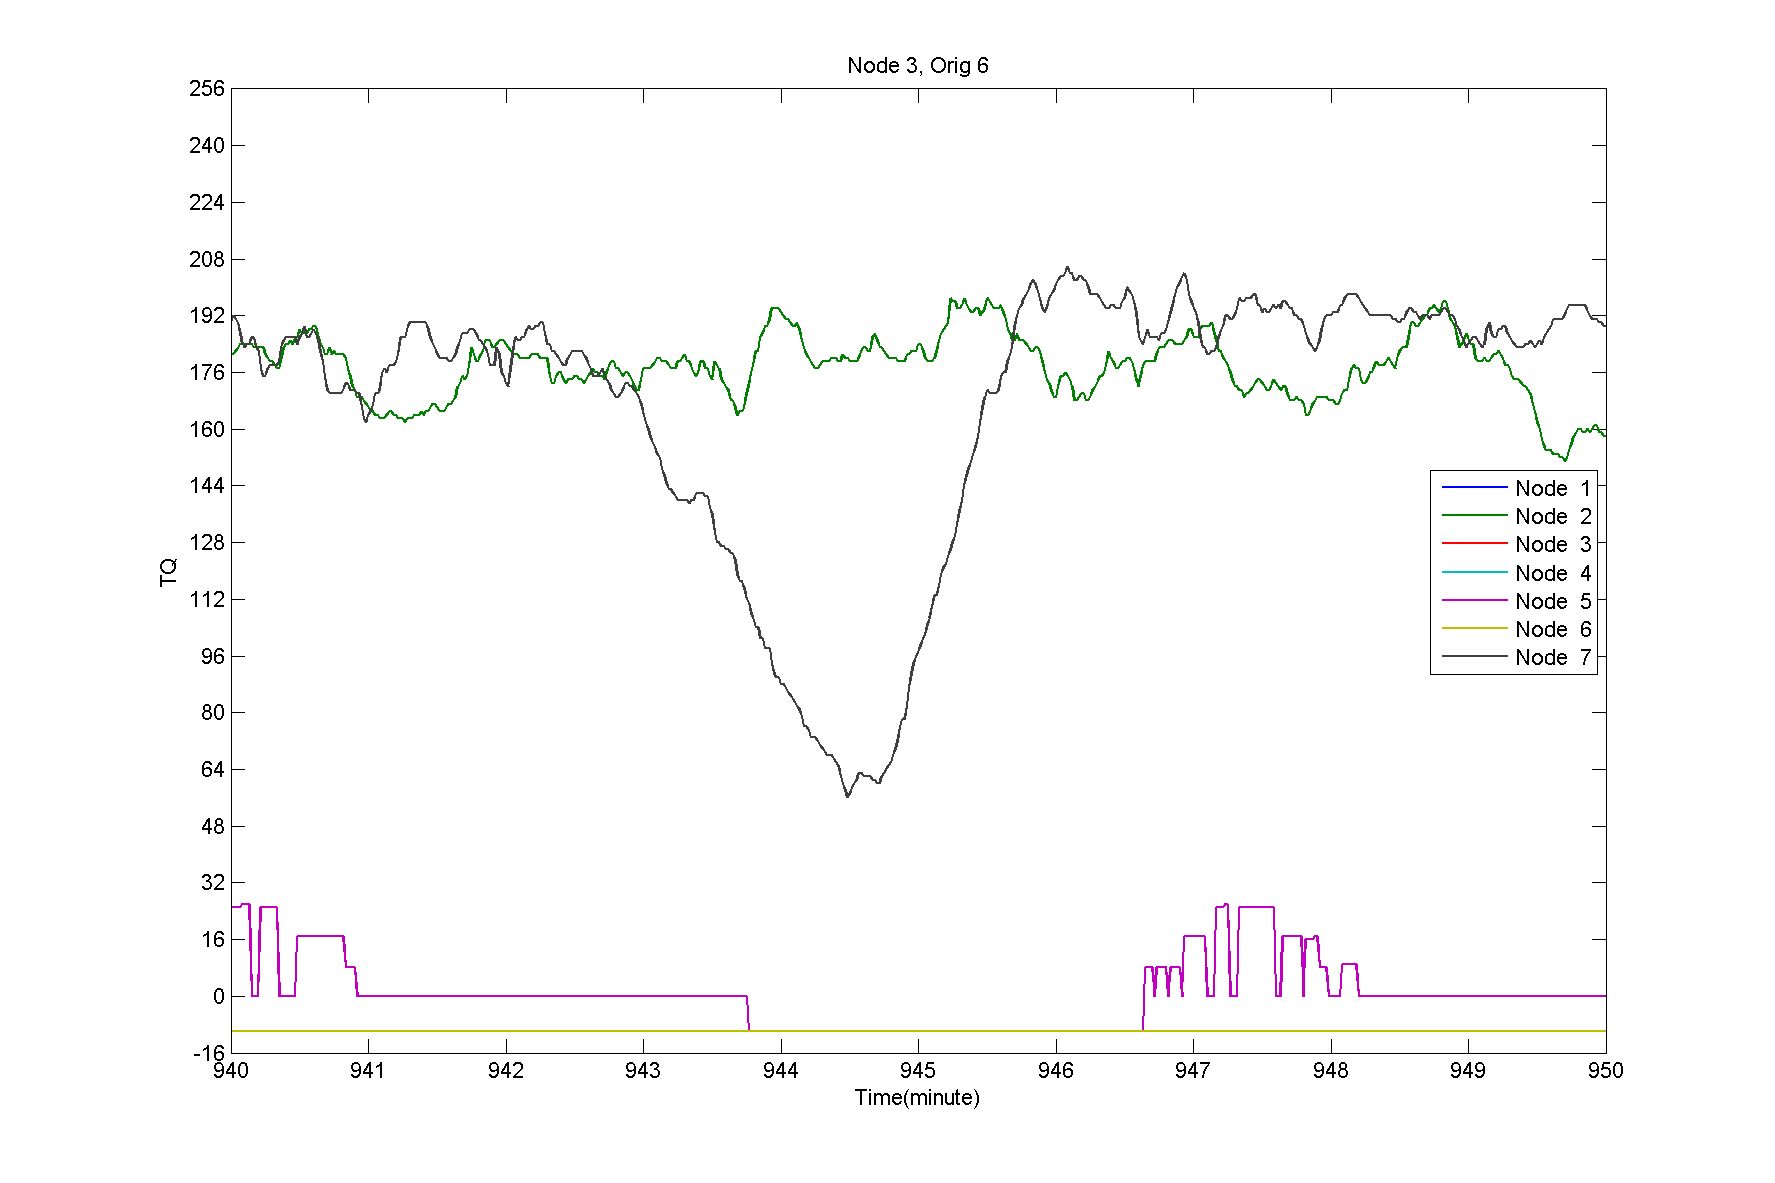 Node 3, Orig 6
256
240
224
208
192
176
160
144
128
112
96
80
64
48
32
16
0
-16
TQ
Node 1
Node 2
Node 3
Node 4
Node 5
Node 6
Node 7
940 941 942 943 944 945 946 947 948 949 950
Time(minute)